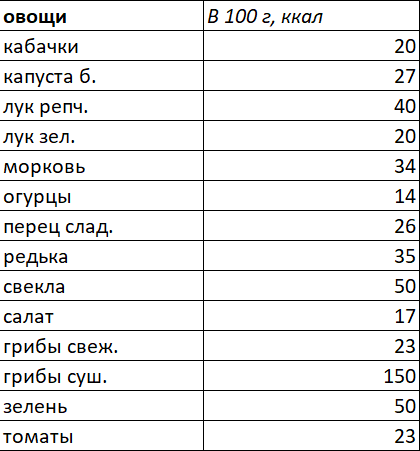 овощи В 100 г, ккал
кабачки 20
капуста б. 27
лук репч. 40
лук зел. 20
морковь 34
огурцы 14
перец слад. 26
редька 35
свекла 50
салат 17
грибы свеж. 23
грибы суш. 150
зелень 50
томаты 23